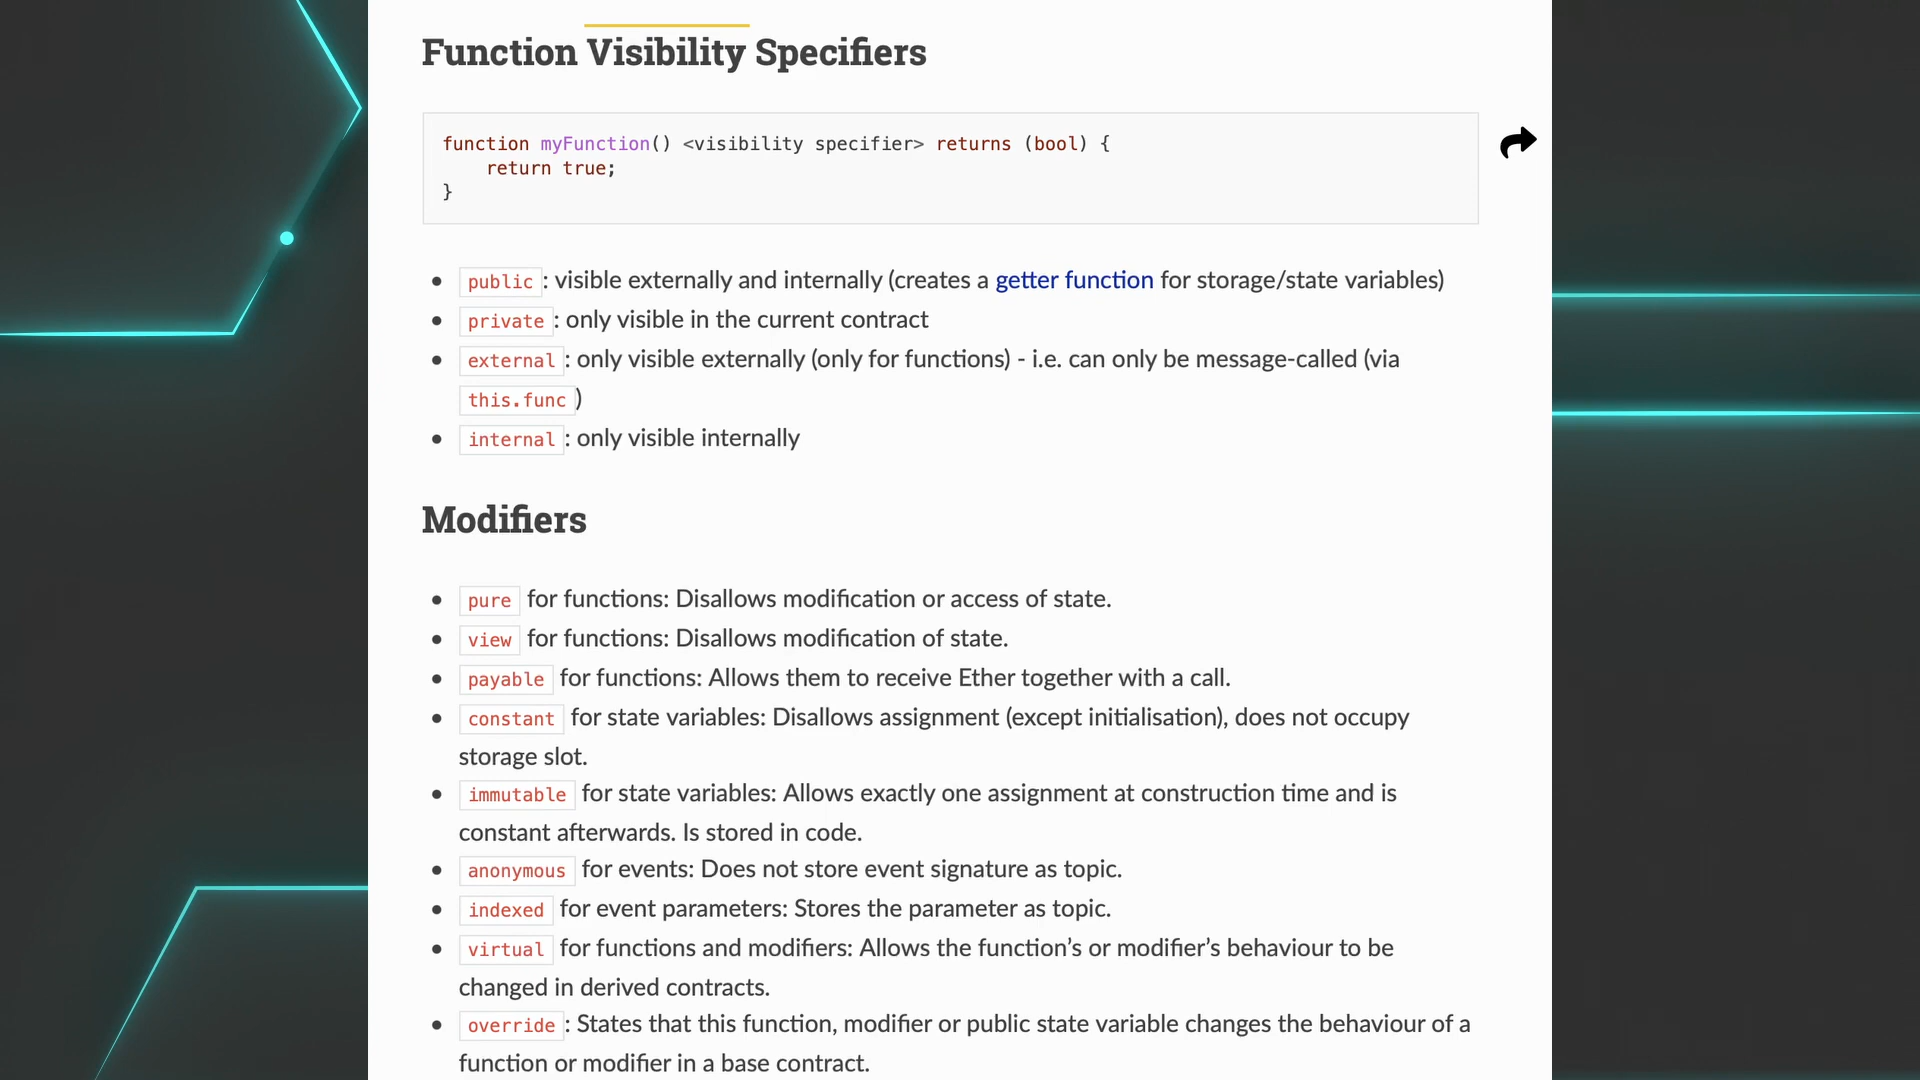 Function Visibility Specifiers
function myFunction() <visibility specifier> returns (bool) {
    return true;
}
public: visible externally and internally (creates a getter function for storage/state variables)
private: only visible in the current contract
external: only visible externally (only for functions) - i.e. can only be message-called (via
this.func)
internal: only visible internally
Modifiers
pure for functions: Disallows modification or access of state.
view for functions: Disallows modification of state.
payable for functions: Allows them to receive Ether together with a call.
constant for state variables: Disallows assignment (except initialisation), does not occupy
storage slot.
immutable for state variables: Allows exactly one assignment at construction time and is
constant afterwards. Is stored in code.
anonymous for events: Does not store event signature as topic.
indexed for event parameters: Stores the parameter as topic.
virtual for functions and modifiers: Allows the function’s or modifier’s behaviour to be
changed in derived contracts.
override: States that this function, modifier or public state variable changes the behaviour of a
function or modifier in a base contract.